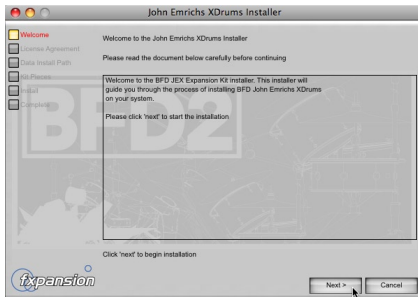 John Emrichs XDrums Installer
Welcome
License Agreement
Data Install Path
Kit Pieces
Install
Complete
Welcome to the John Emrichs XDrums Installer
Please read the document below carefully before continuing
Welcome to the BFD JEX Expansion Kit installer. This installer will
guide you through the process of installing BFD John Emrichs XDrums
on your system.
Please click 'next' to start the installation
BFD2
Click 'next' to begin installation
fxpansion
Next >
Cancel